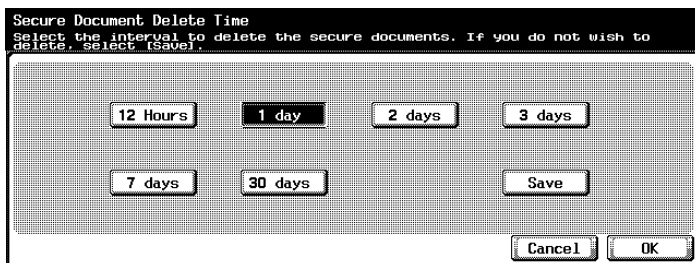 Secure Document Delete Time
Select the interval to delete the secure documents. If you do not wish to
delete, select [Save].
12 Hours 1 day 2 days 3 days
7 days 30 days Save
Cancel OK